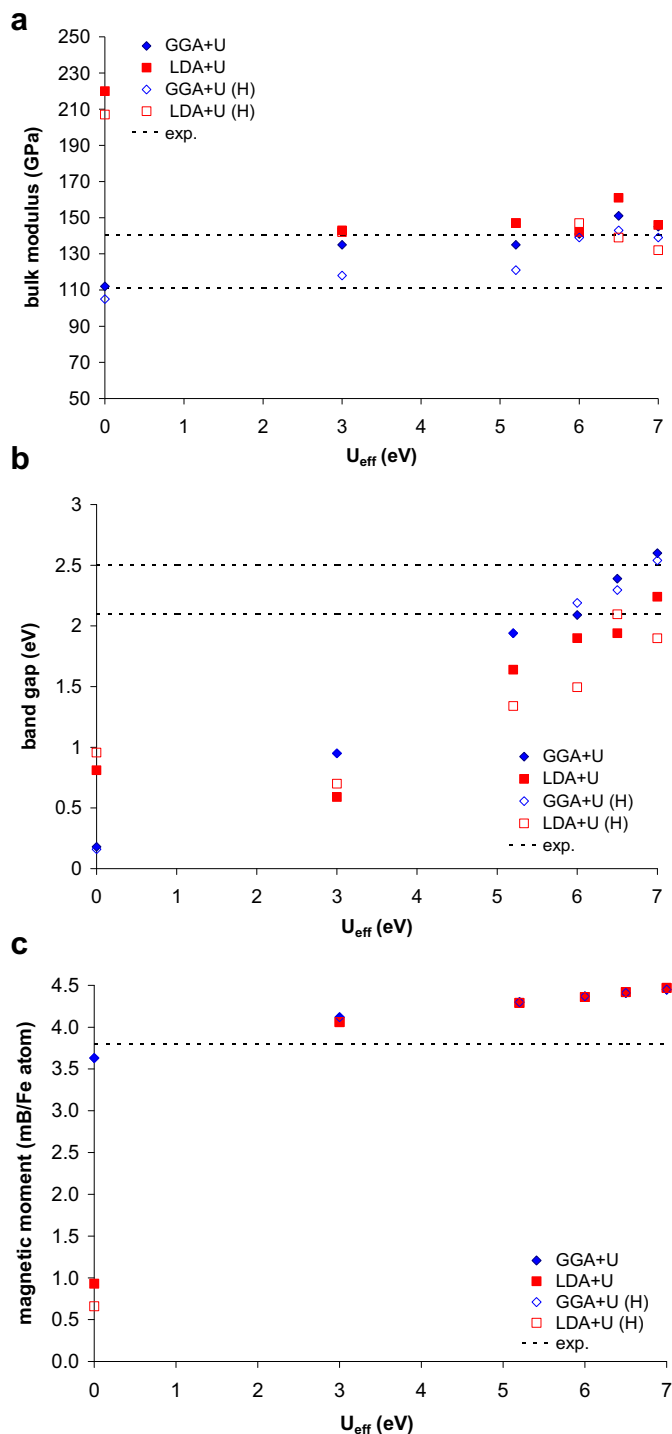 a
250
230
210
190
170
150
130
110
90
70
50
bulk modulus (GPa)
GGA+U
LDA+U
GGA+U (H)
LDA+U (H)
exp.
0 1 2 3 4 5 6 7
U_eff (eV)
b
3
2.5
2
1.5
1
0.5
0
band gap (eV)
GGA+U
LDA+U
GGA+U (H)
LDA+U (H)
exp.
0 1 2 3 4 5 6 7
U_eff (eV)
c
4.5
4.0
3.5
3.0
2.5
2.0
1.5
1.0
0.5
0.0
magnetic moment (mB/Fe atom)
GGA+U
LDA+U
GGA+U (H)
LDA+U (H)
exp.
0 1 2 3 4 5 6 7
U_eff (eV)